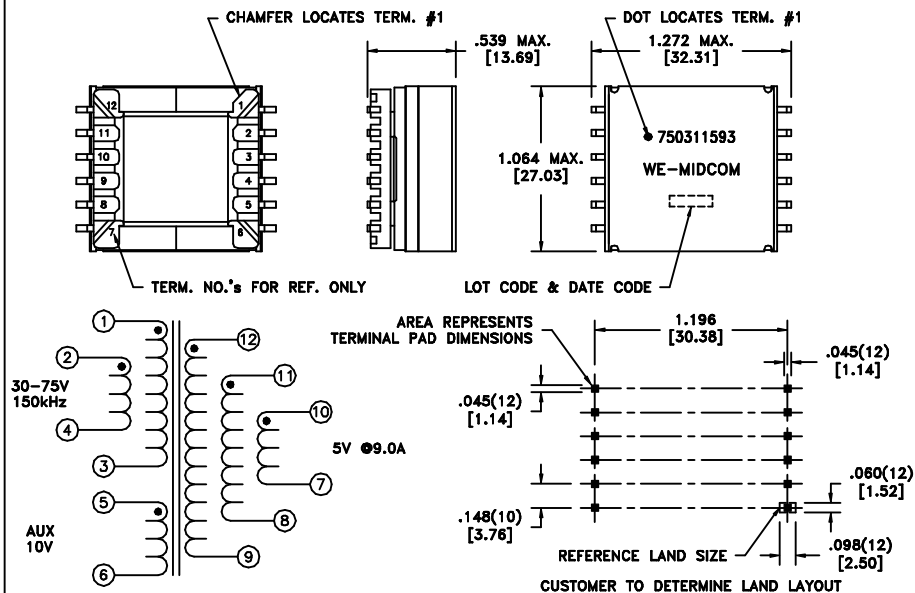 CHAMFER LOCATES TERM. #1
12
1
11
2
10
3
9
4
8
5
7
6
TERM. NO.'s FOR REF. ONLY
.539 MAX.
[13.69]
DOT LOCATES TERM. #1
1.272 MAX.
[32.31]
1.064 MAX.
[27.03]
750311593
WE-MIDCOM
LOT CODE & DATE CODE
1
2
30-75V
150kHz
4
3
5
AUX
10V
6
12
11
10
5V @9.0A
7
8
9
AREA REPRESENTS
TERMINAL PAD DIMENSIONS
1.196
[30.38]
.045(12)
[1.14]
.045(12)
[1.14]
.060(12)
[1.52]
.148(10)
[3.76]
REFERENCE LAND SIZE
.098(12)
[2.50]
CUSTOMER TO DETERMINE LAND LAYOUT